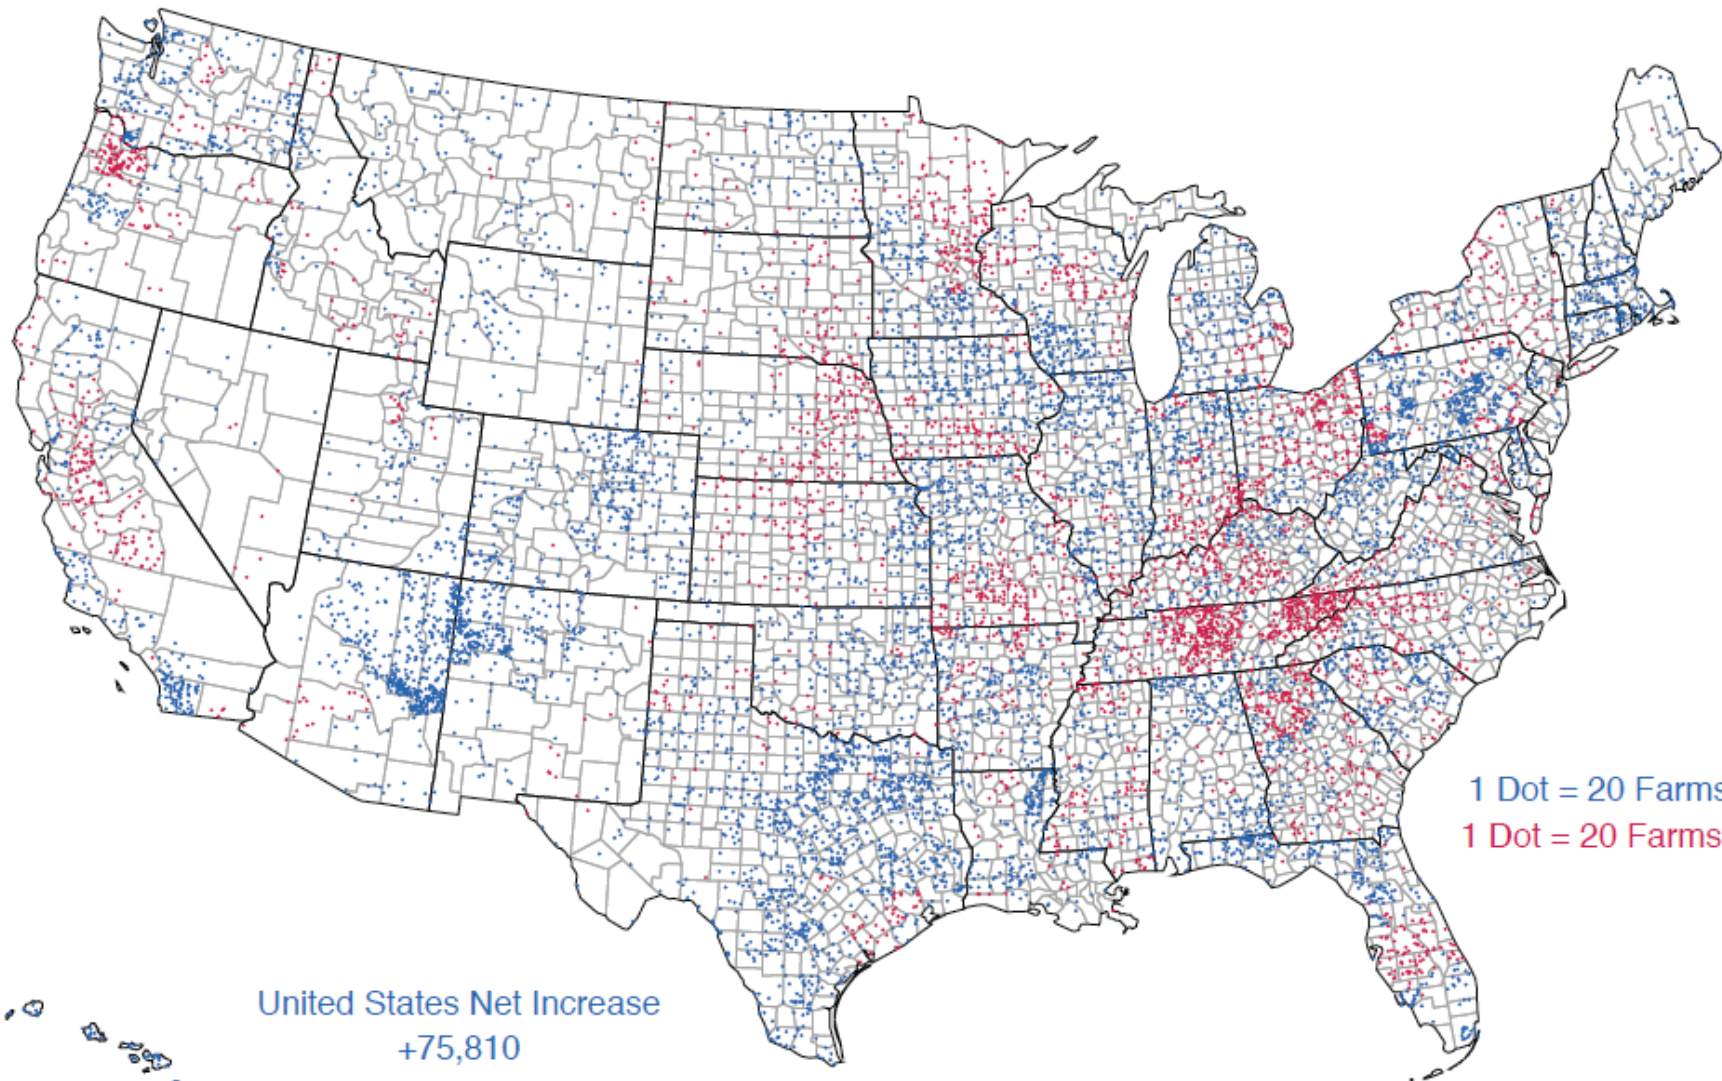 1 Dot = 20 Farms
1 Dot = 20 Farms
United States Net Increase
+75,810